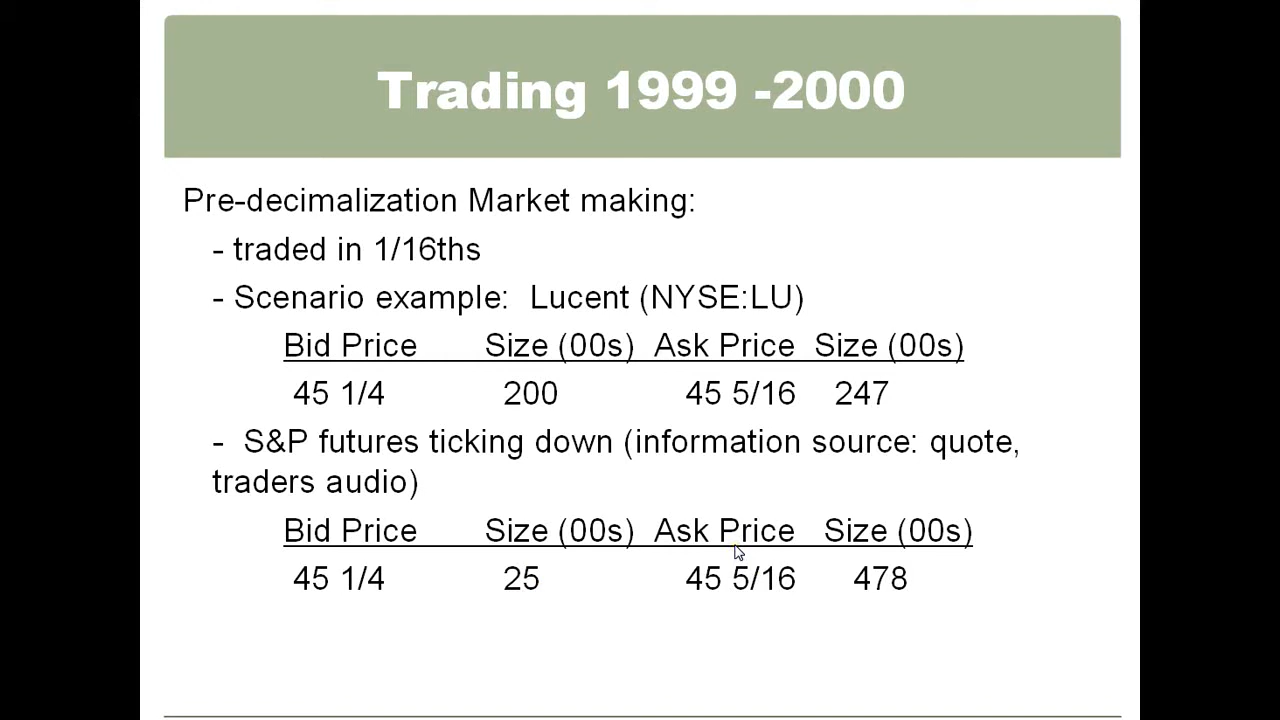 Trading 1999 -2000
Pre-decimalization Market making:
- traded in 1/16ths
- Scenario example: Lucent (NYSE:LU)
Bid Price Size (00s) Ask Price Size (00s)
45 1/4 200 45 5/16 247
- S&P futures ticking down (information source: quote,
traders audio)
Bid Price Size (00s) Ask Price Size (00s)
45 1/4 25 45 5/16 478